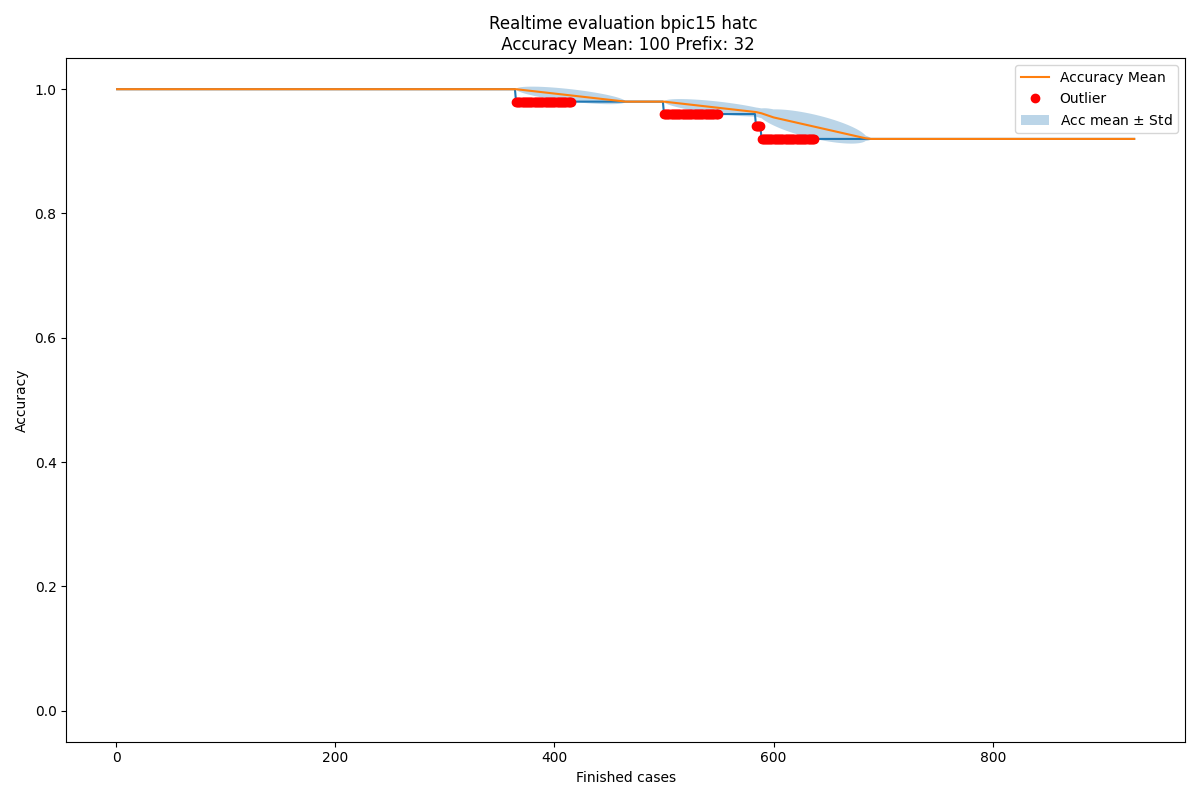 Realtime evaluation bpic15 hatc
Accuracy Mean: 100 Prefix: 32
Accuracy Mean
Outlier
Acc mean ± Std
1.0
0.8
0.6
0.4
0.2
0.0
Accuracy
0 200 400 600 800
Finished cases